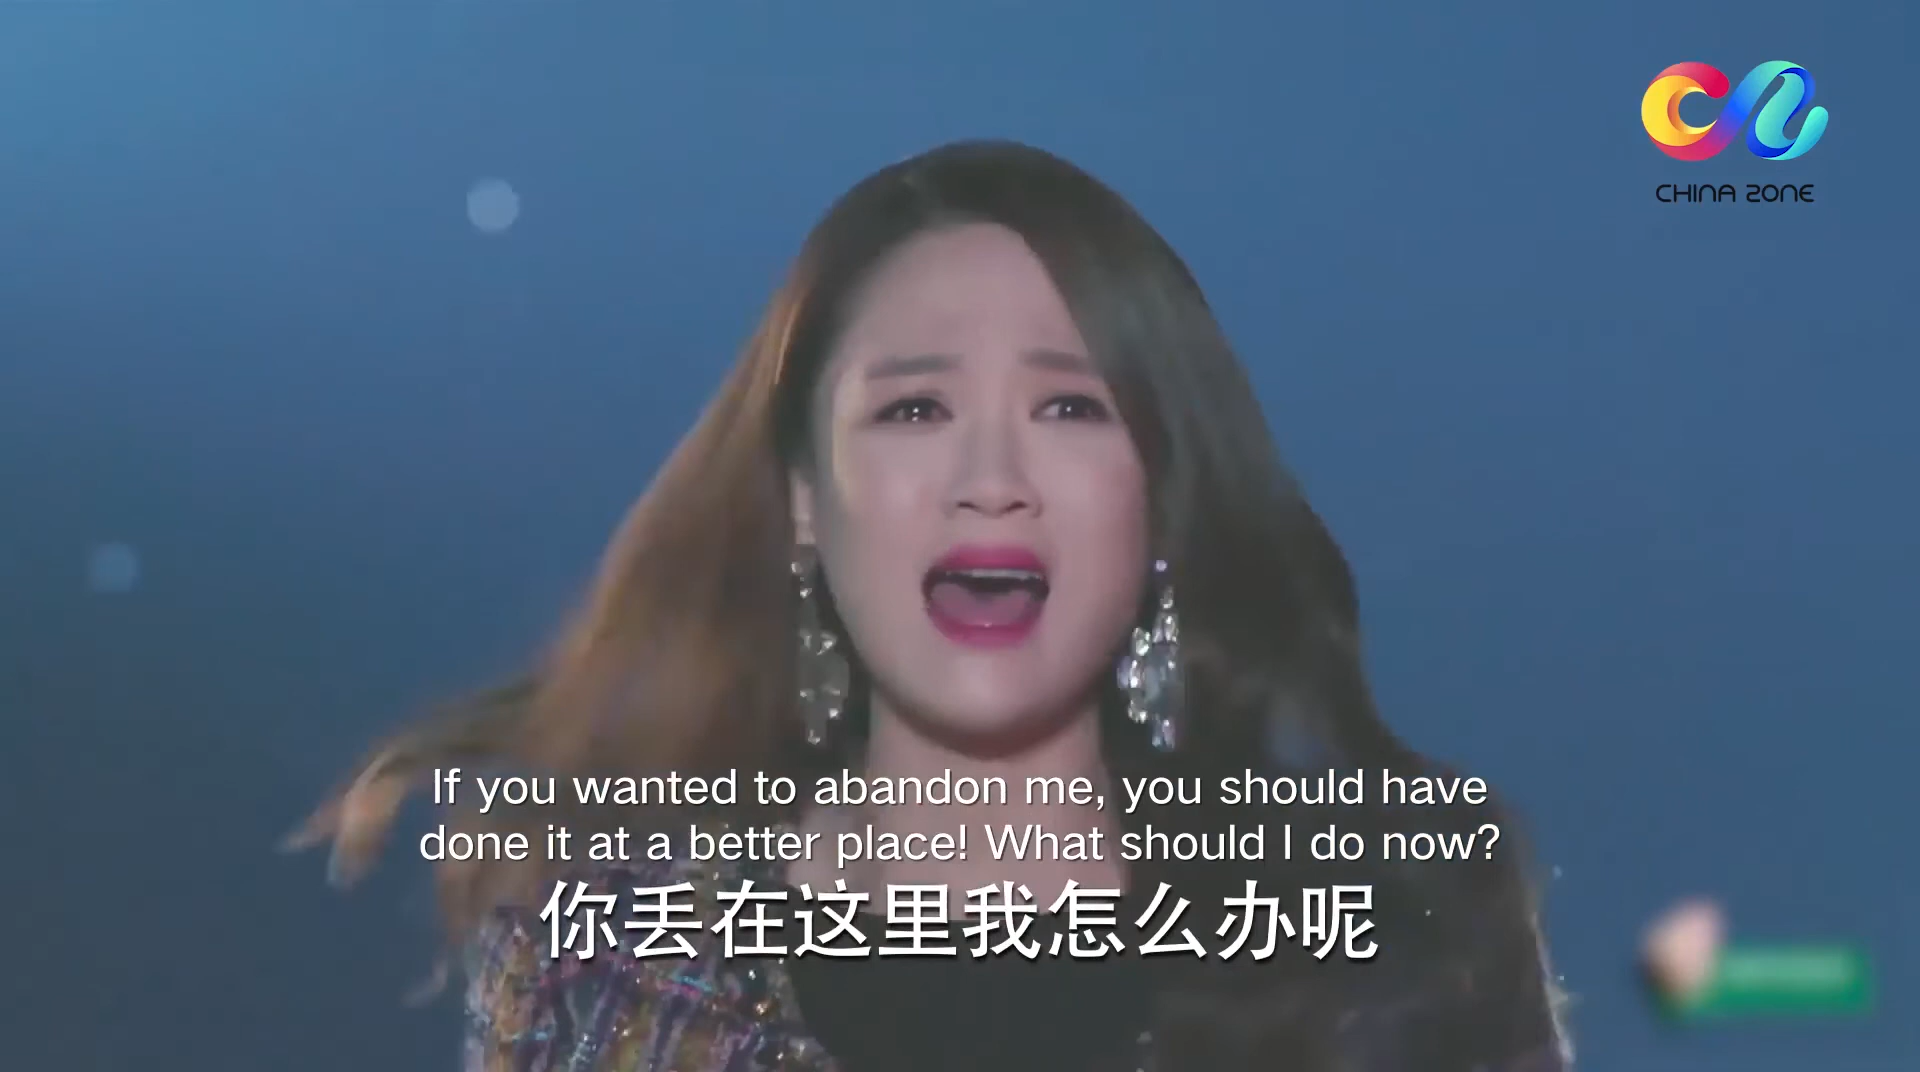 CHINA ZONE
If you wanted to abandon me, you should have
done it at a better place! What should I do now?
你丢在这里我怎么办呢